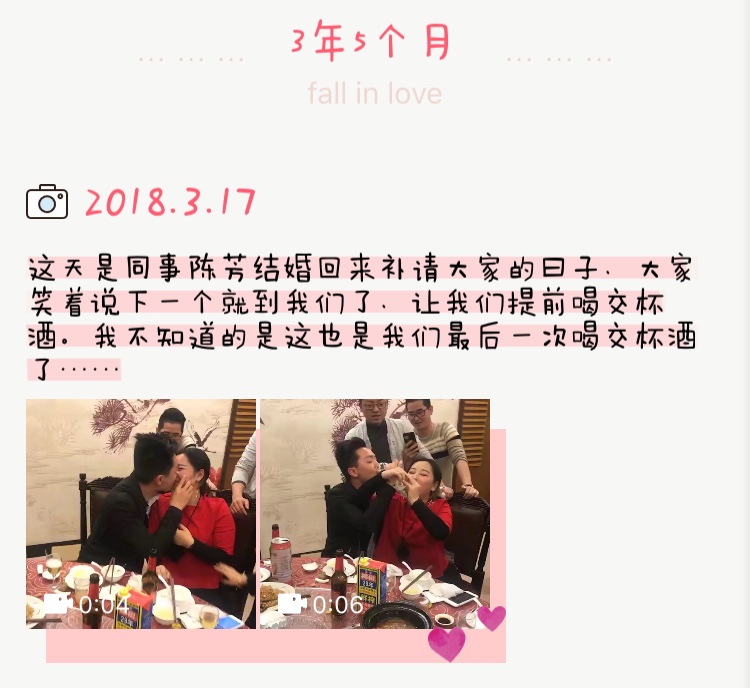 3年5个月
... ... ... ... ... ...
fall in love
2018.3.17
这天是同事陈芳结婚回来补请大家的日子．大家
笑着说下一个就到我们了．让我们提前喝交杯
酒。我不知道的是这也是我们最后一次喝交杯酒
了……
0:04 0:06